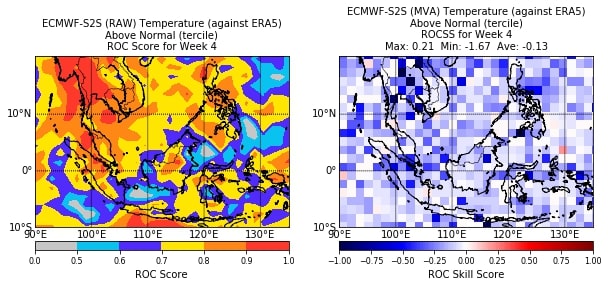 ECMWF-S2S (RAW) Temperature (against ERA5)
Above Normal (tercile)
ROC Score for Week 4
10°N
0°
10°S
90°E 100°E 110°E 120°E 130°E
0.0 0.5 0.6 0.7 0.8 0.9 1.0
ROC Score
ECMWF-S2S (MVA) Temperature (against ERA5)
Above Normal (tercile)
ROCSS for Week 4
Max: 0.21 Min: -1.67 Ave: -0.13
10°N
0°
10°S
90°E 100°E 110°E 120°E 130°E
−1.00 −0.75 −0.50 −0.25 0.00 0.25 0.50 0.75 1.00
ROC Skill Score